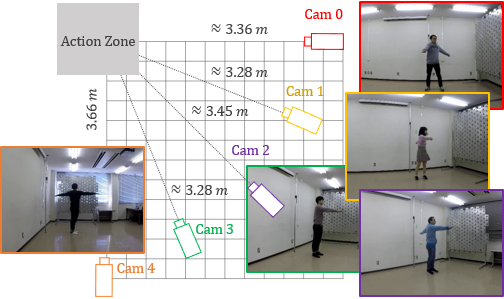 Cam 0
≈ 3.36 m
Action Zone
≈ 3.28 m
Cam 1
≈ 3.45 m
3.66 m
Cam 2
≈ 3.28 m
Cam 3
Cam 4